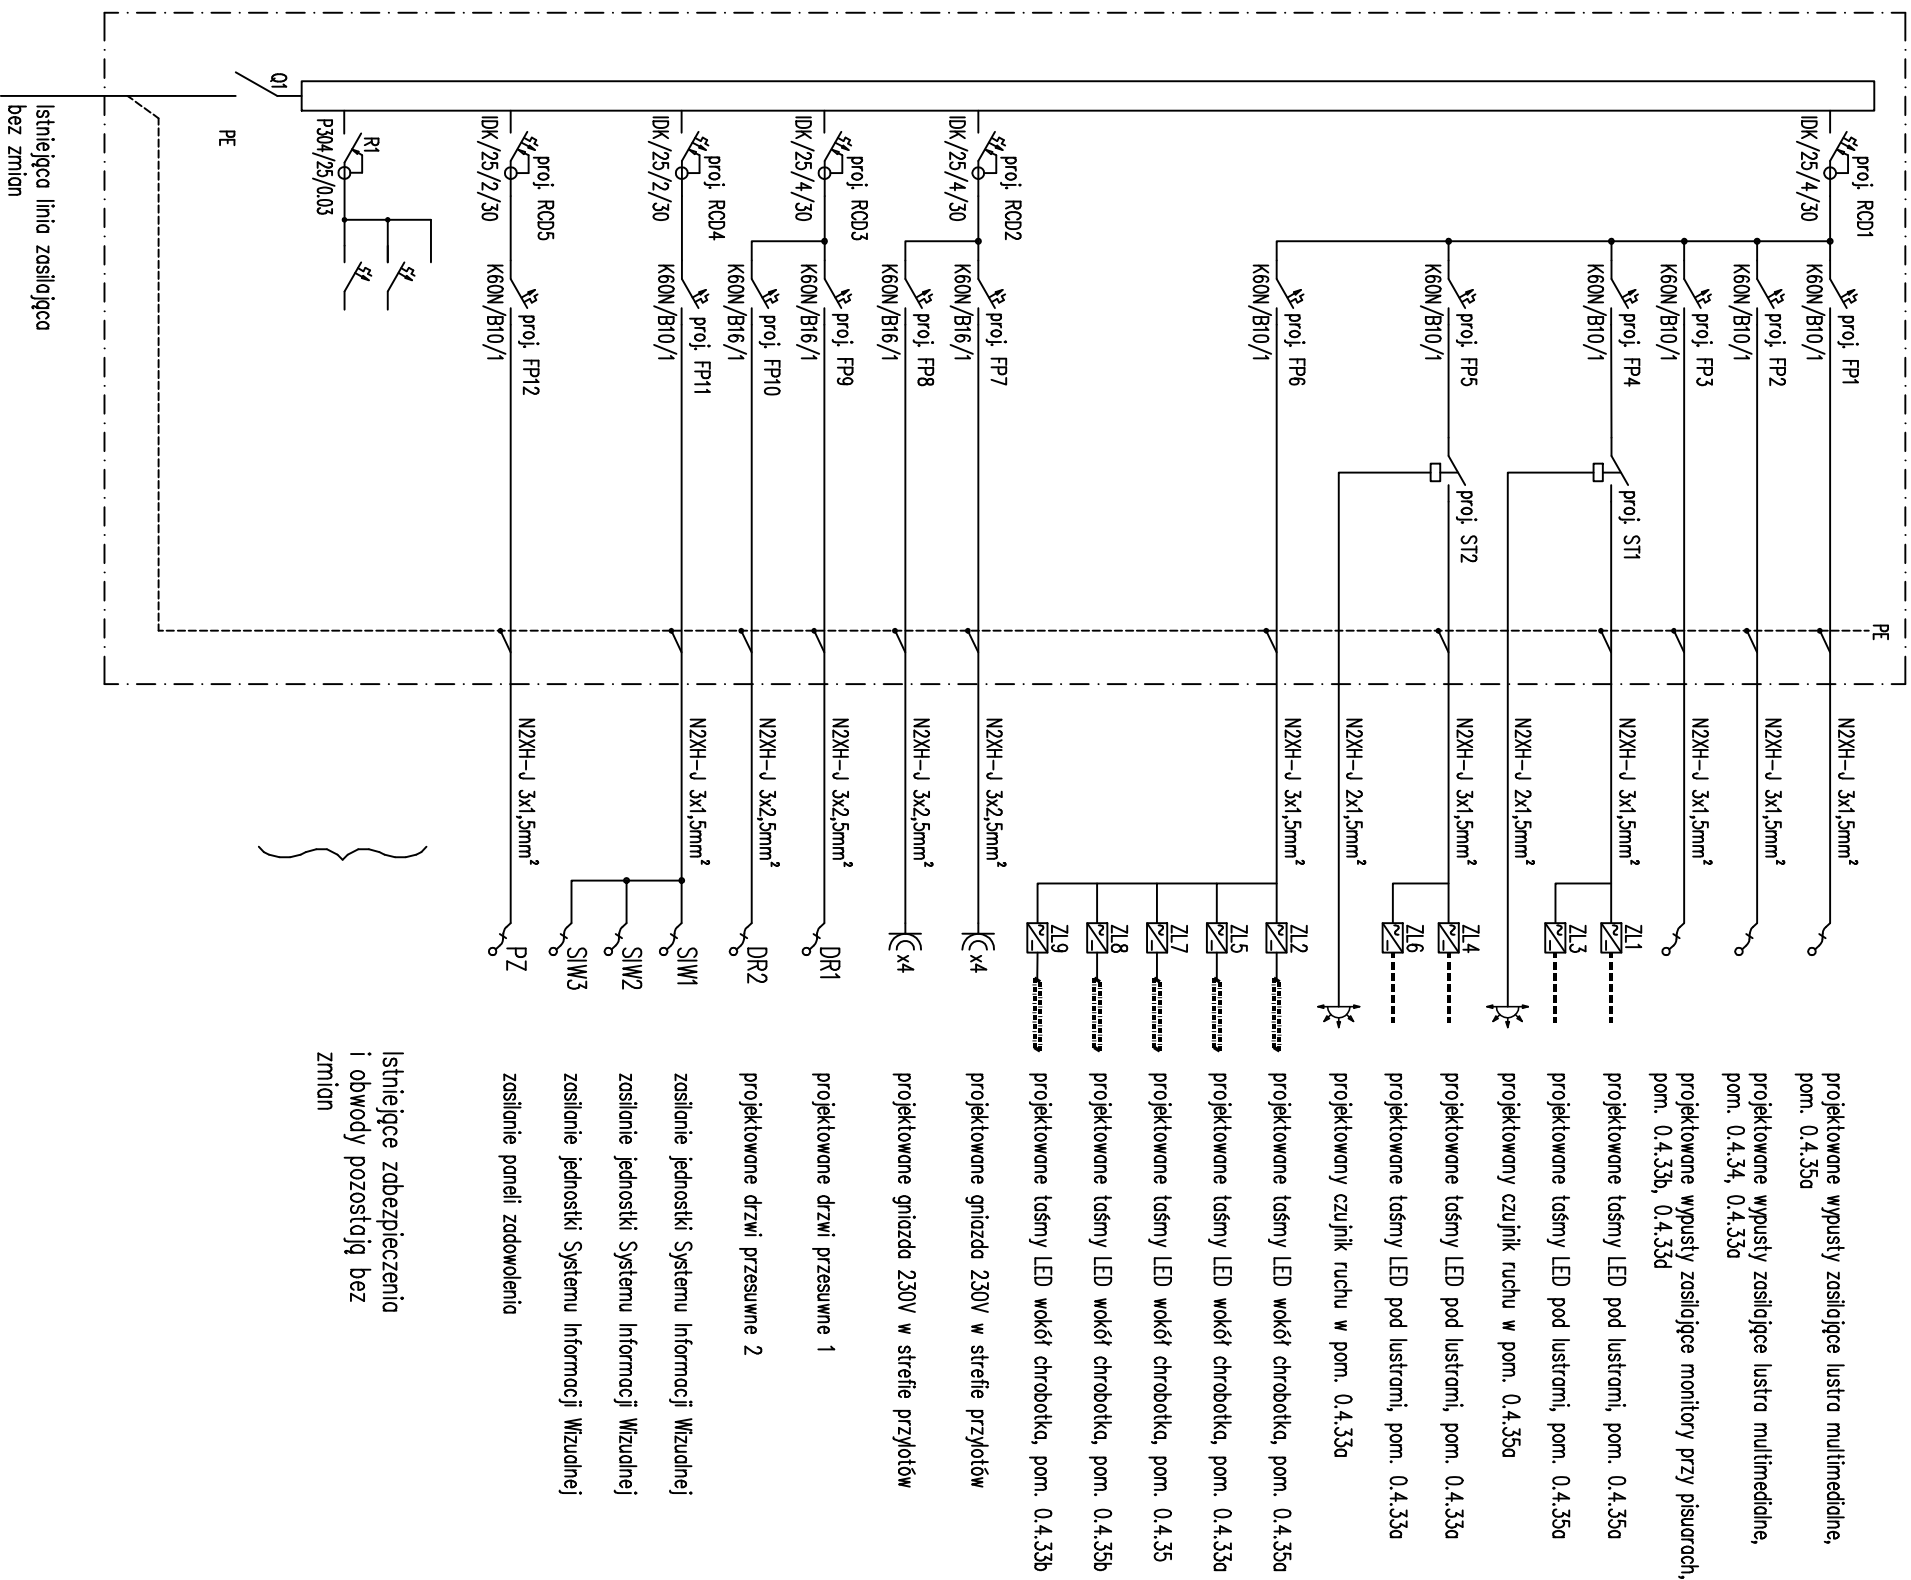 proj. RCD1
IDK/25/4/30
proj. FP1
K60N/B10/1
PE
N2XH-J 3x1,5mm²
projektowane wypusty zasilające lustra multimedialne,
pom. 0.4.35a
proj. FP2
K60N/B10/1
N2XH-J 3x1,5mm²
projektowane wypusty zasilające lustra multimedialne,
pom. 0.4.34, 0.4.33a
proj. FP3
K60N/B10/1
N2XH-J 3x1,5mm²
projektowane wypusty zasilające monitory przy pisuarach,
pom. 0.4.33b, 0.4.33d
proj. FP4
K60N/B10/1
proj. ST1
N2XH-J 3x1,5mm²
ZL1
projektowane taśmy LED pod lustrami, pom. 0.4.35a
ZL3
projektowane taśmy LED pod lustrami, pom. 0.4.35a
N2XH-J 2x1,5mm²
projektowany czujnik ruchu w pom. 0.4.35a
proj. FP5
K60N/B10/1
proj. ST2
N2XH-J 3x1,5mm²
ZL4
projektowane taśmy LED pod lustrami, pom. 0.4.33a
ZL6
projektowane taśmy LED pod lustrami, pom. 0.4.33a
N2XH-J 2x1,5mm²
projektowany czujnik ruchu w pom. 0.4.33a
proj. FP6
K60N/B10/1
N2XH-J 3x1,5mm²
ZL2
projektowane taśmy LED wokół chrobotka, pom. 0.4.35a
ZL5
projektowane taśmy LED wokół chrobotka, pom. 0.4.33a
ZL7
projektowane taśmy LED wokół chrobotka, pom. 0.4.35
ZL8
projektowane taśmy LED wokół chrobotka, pom. 0.4.35b
ZL9
projektowane taśmy LED wokół chrobotka, pom. 0.4.33b
proj. RCD2
IDK/25/4/30
proj. FP7
K60N/B16/1
N2XH-J 3x2,5mm²
x4
projektowane gniazda 230V w strefie przylotów
proj. FP8
K60N/B16/1
N2XH-J 3x2,5mm²
x4
projektowane gniazda 230V w strefie przylotów
proj. RCD3
IDK/25/4/30
proj. FP9
K60N/B16/1
N2XH-J 3x2,5mm²
DR1
projektowane drzwi przesuwne 1
proj. FP10
K60N/B16/1
N2XH-J 3x2,5mm²
DR2
projektowane drzwi przesuwne 2
proj. RCD4
IDK/25/2/30
proj. FP11
K60N/B10/1
N2XH-J 3x1,5mm²
SIW1
zasilanie jednostki Systemu Informacji Wizualnej
SIW2
zasilanie jednostki Systemu Informacji Wizualnej
SIW3
zasilanie jednostki Systemu Informacji Wizualnej
proj. RCD5
IDK/25/2/30
proj. FP12
K60N/B10/1
N2XH-J 3x1,5mm²
PZ
zasilanie paneli zadowolenia
R1
P304/25/0.03
Istniejące zabezpieczenia
i obwody pozostają bez
zmian
Q1
PE
Istniejąca linia zasilająca
bez zmian